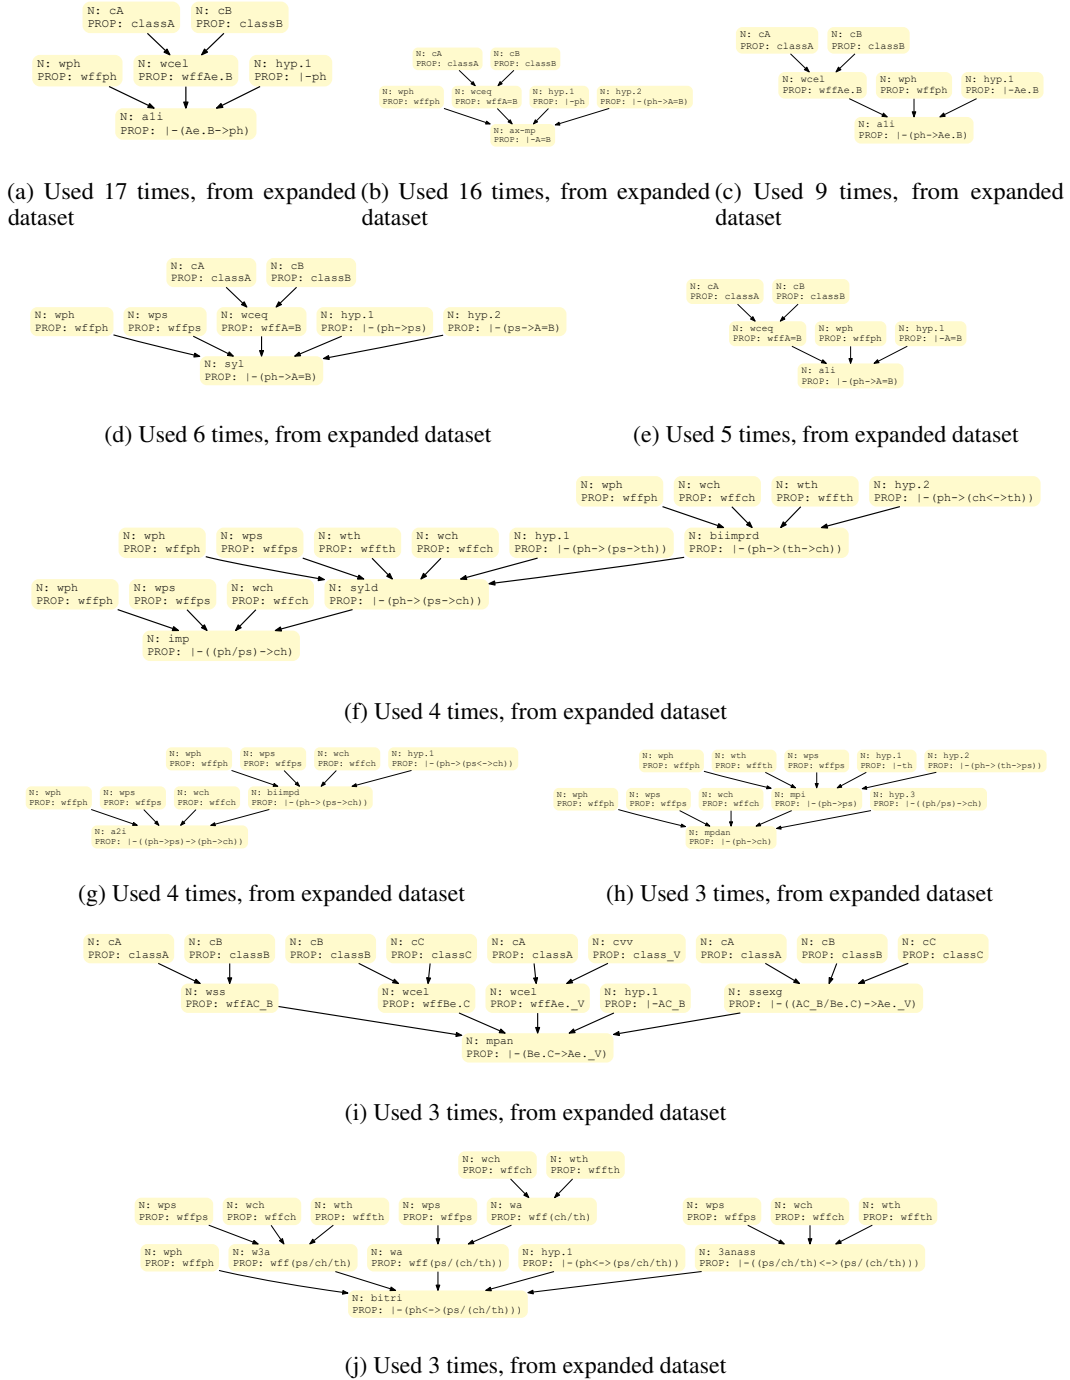 N: cA
PROP: classA
N: cB
PROP: classB
N: wph
PROP: wffph
N: wcel
PROP: wffAe.B
N: hyp.1
PROP: |-ph
N: a1i
PROP: |-(Ae.B->ph)
N: cA
PROP: classA
N: cB
PROP: classB
N: wph
PROP: wffph
N: wceq
PROP: wffA=B
N: hyp.1
PROP: |-ph
N: hyp.2
PROP: |-(ph->A=B)
N: ax-mp
PROP: |-A=B
N: cA
PROP: classA
N: cB
PROP: classB
N: wcel
PROP: wffAe.B
N: wph
PROP: wffph
N: hyp.1
PROP: |-Ae.B
N: a1i
PROP: |-(ph->Ae.B)
(a) Used 17 times, from expanded
dataset
(b) Used 16 times, from expanded
dataset
(c) Used 9 times, from expanded
dataset
N: cA
PROP: classA
N: cB
PROP: classB
N: wph
PROP: wffph
N: wps
PROP: wffps
N: wceq
PROP: wffA=B
N: hyp.1
PROP: |-(ph->ps)
N: hyp.2
PROP: |-(ps->A=B)
N: syl
PROP: |-(ph->A=B)
N: cA
PROP: classA
N: cB
PROP: classB
N: wceq
PROP: wffA=B
N: wph
PROP: wffph
N: hyp.1
PROP: |-A=B
N: a1i
PROP: |-(ph->A=B)
(d) Used 6 times, from expanded dataset
(e) Used 5 times, from expanded dataset
N: wph
PROP: wffph
N: wch
PROP: wffch
N: wth
PROP: wffth
N: hyp.2
PROP: |-(ph->(ch<->th))
N: wph
PROP: wffph
N: wps
PROP: wffps
N: wth
PROP: wffth
N: wch
PROP: wffch
N: hyp.1
PROP: |-(ph->(ps->th))
N: biimprd
PROP: |-(ph->(th->ch))
N: wph
PROP: wffph
N: wps
PROP: wffps
N: wch
PROP: wffch
N: syld
PROP: |-(ph->(ps->ch))
N: imp
PROP: |-((ph/ps)->ch)
(f) Used 4 times, from expanded dataset
N: wph
PROP: wffph
N: wps
PROP: wffps
N: wch
PROP: wffch
N: hyp.1
PROP: |-(ph->(ps<->ch))
N: wph
PROP: wffph
N: wps
PROP: wffps
N: wch
PROP: wffch
N: biimpd
PROP: |-(ph->(ps->ch))
N: a2i
PROP: |-((ph->ps)->(ph->ch))
N: wph
PROP: wffph
N: wth
PROP: wffth
N: wps
PROP: wffps
N: hyp.1
PROP: |-th
N: hyp.2
PROP: |-(ph->(th->ps))
N: wph
PROP: wffph
N: wps
PROP: wffps
N: wch
PROP: wffch
N: mpi
PROP: |-(ph->ps)
N: hyp.3
PROP: |-((ph/ps)->ch)
N: mpdan
PROP: |-(ph->ch)
(g) Used 4 times, from expanded dataset
(h) Used 3 times, from expanded dataset
N: cA
PROP: classA
N: cB
PROP: classB
N: cB
PROP: classB
N: cC
PROP: classC
N: cA
PROP: classA
N: cvv
PROP: class_V
N: cA
PROP: classA
N: cB
PROP: classB
N: cC
PROP: classC
N: wss
PROP: wffAC_B
N: wcel
PROP: wffBe.C
N: wcel
PROP: wffAe._V
N: hyp.1
PROP: |-AC_B
N: ssexg
PROP: |-((AC_B/Be.C)->Ae._V)
N: mpan
PROP: |-(Be.C->Ae._V)
(i) Used 3 times, from expanded dataset
N: wch
PROP: wffch
N: wth
PROP: wffth
N: wps
PROP: wffps
N: wch
PROP: wffch
N: wth
PROP: wffth
N: wps
PROP: wffps
N: wa
PROP: wff(ch/th)
N: wps
PROP: wffps
N: wch
PROP: wffch
N: wth
PROP: wffth
N: wph
PROP: wffph
N: w3a
PROP: wff(ps/ch/th)
N: wa
PROP: wff(ps/(ch/th))
N: hyp.1
PROP: |-(ph<->(ps/ch/th))
N: 3anass
PROP: |-((ps/ch/th)<->(ps/(ch/th)))
N: bitri
PROP: |-(ph<->(ps/(ch/th)))
(j) Used 3 times, from expanded dataset